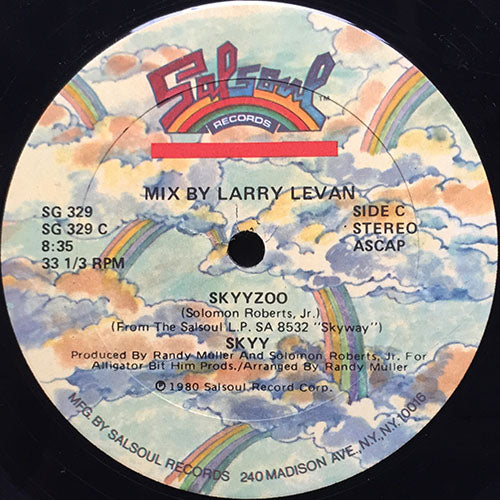 Salsoul
TM
RECORDS
MIX BY LARRY LEVAN
SG 329
SG 329 C
8:35
33 1/3 RPM
SIDE C
STEREO
ASCAP
SKYYZOO
(Solomon Roberts, Jr.)
(From The Salsoul L.P. SA 8532 "Skyway")
SKYY
Produced By Randy Muller And Solomon Roberts, Jr. For
Alligator Bit Him Prods./Arranged By Randy Muller
℗ 1980 Salsoul Record Corp.
MFG. BY SALSOUL RECORDS 240 MADISON AVE., N.Y., N.Y. 10016